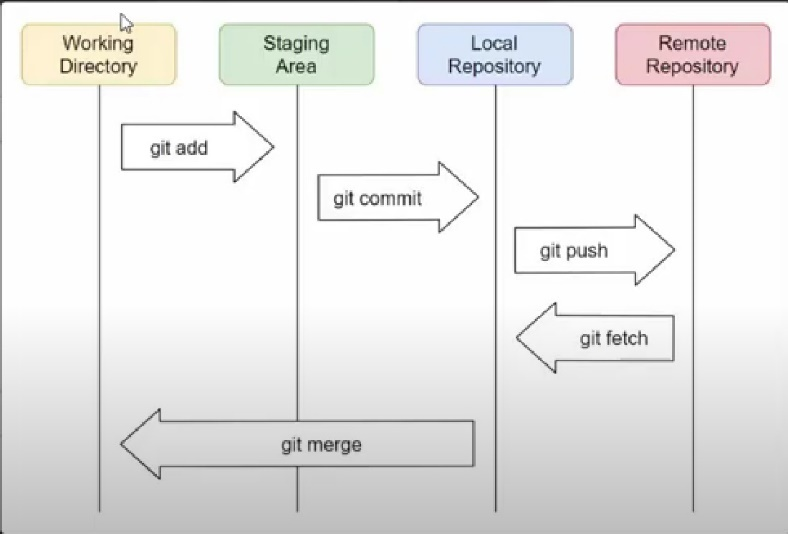 Working
Directory
Staging
Area
Local
Repository
Remote
Repository
git add
git commit
git push
git fetch
git merge